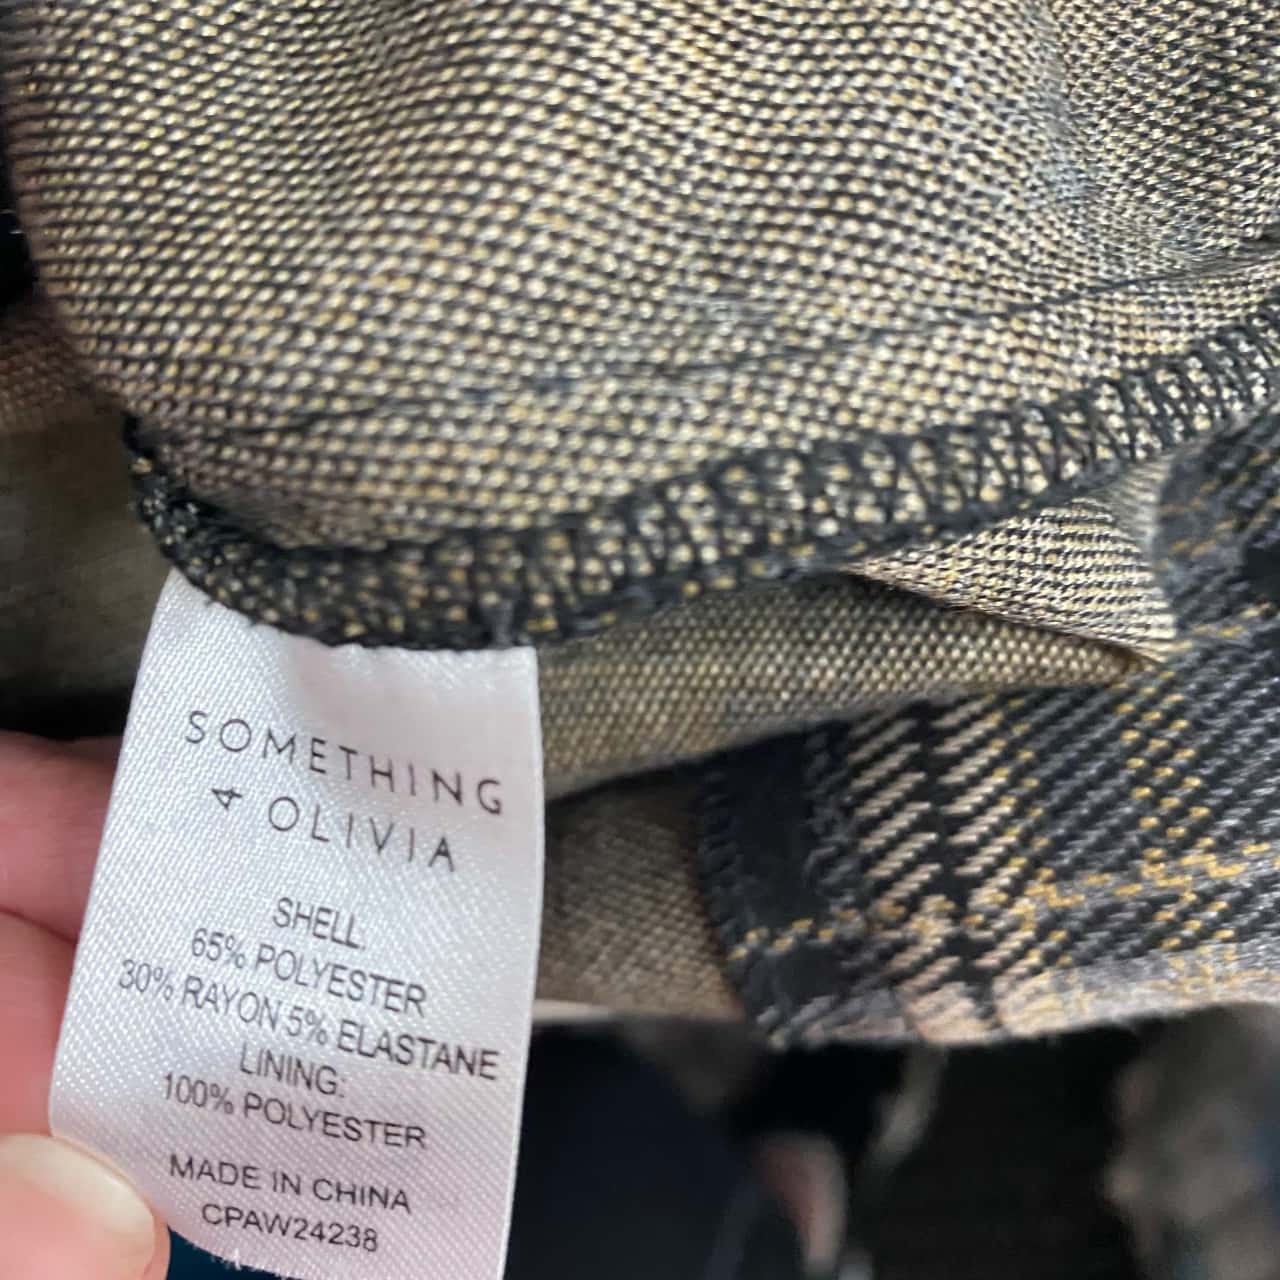 SOMETHING
4 OLIVIA
SHELL
65% POLYESTER
30% RAYON 5% ELASTANE
LINING:
100% POLYESTER
MADE IN CHINA
CPAW24238